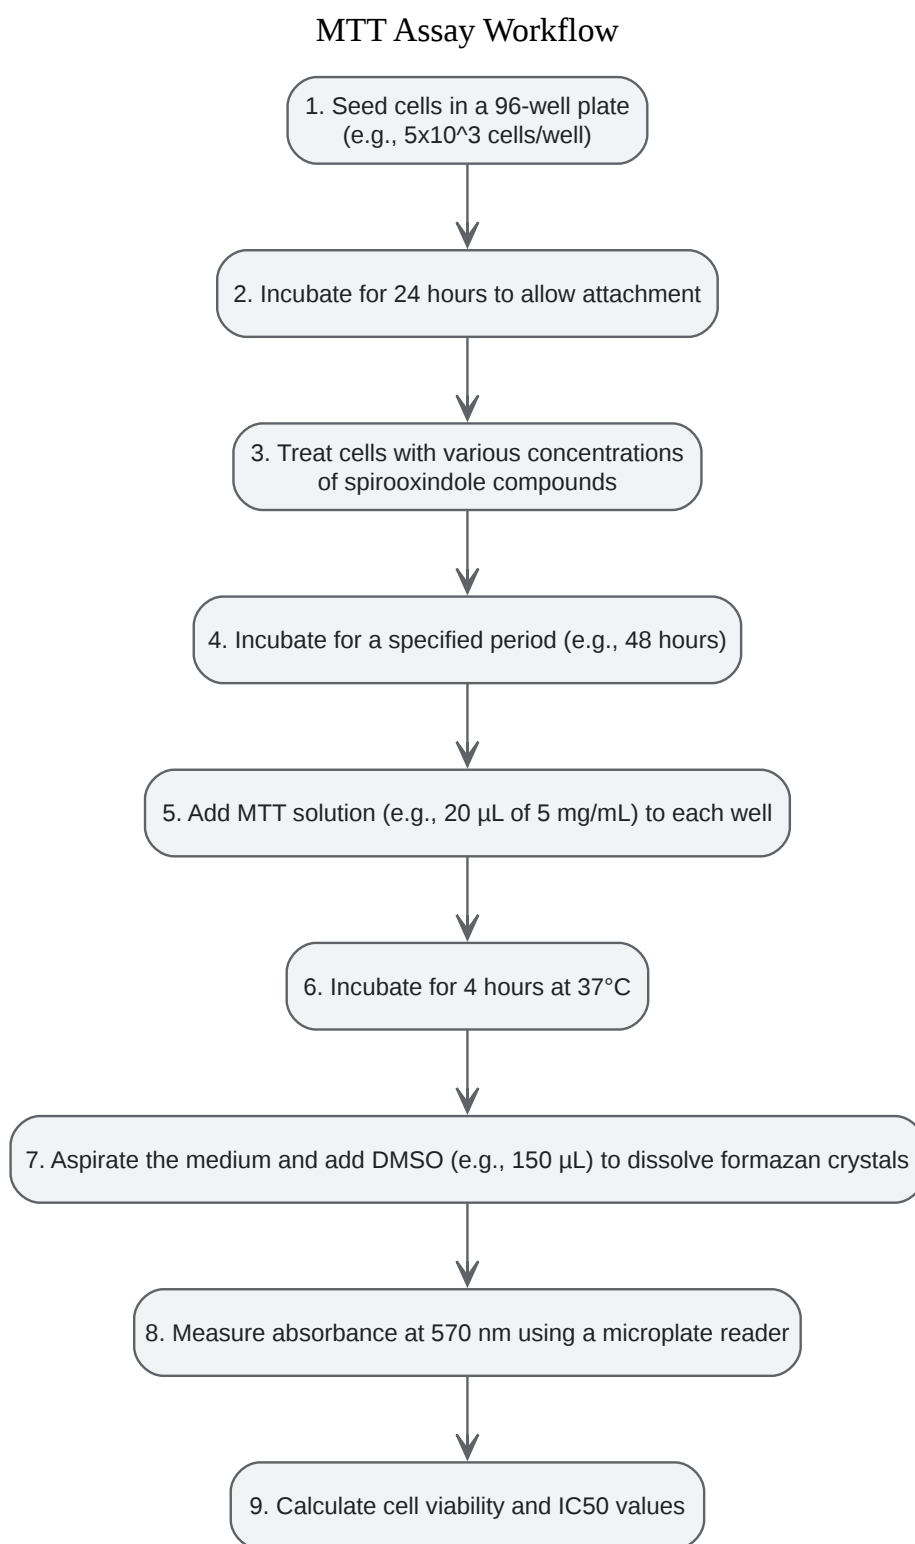 MTT Assay Workflow
1. Seed cells in a 96-well plate
(e.g., 5x10^3 cells/well)
2. Incubate for 24 hours to allow attachment
3. Treat cells with various concentrations
of spirooxindole compounds
4. Incubate for a specified period (e.g., 48 hours)
5. Add MTT solution (e.g., 20 µL of 5 mg/mL) to each well
6. Incubate for 4 hours at 37°C
7. Aspirate the medium and add DMSO (e.g., 150 µL) to dissolve formazan crystals
8. Measure absorbance at 570 nm using a microplate reader
9. Calculate cell viability and IC50 values